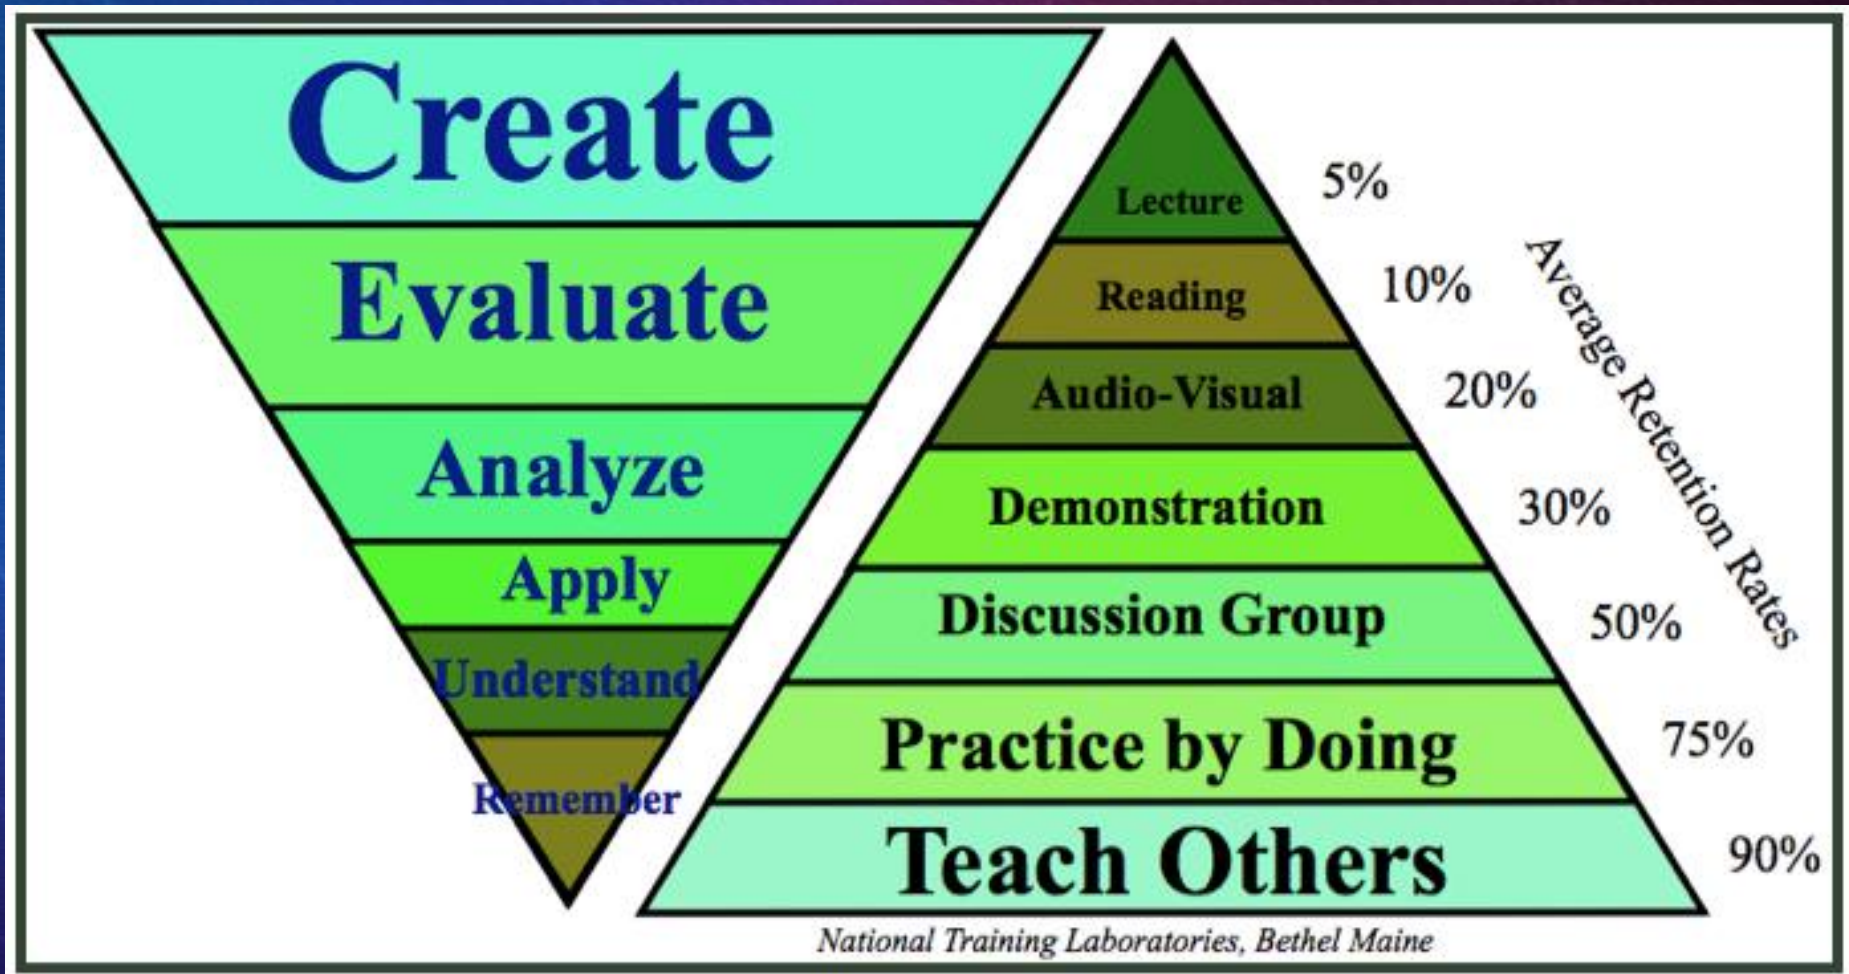 Create
Evaluate
Analyze
Apply
Understand
Remember
Lecture
5%
Reading
10%
Audio-Visual
20%
Demonstration
30%
Discussion Group
50%
Practice by Doing
75%
Teach Others
90%
Average Retention Rates
National Training Laboratories, Bethel Maine